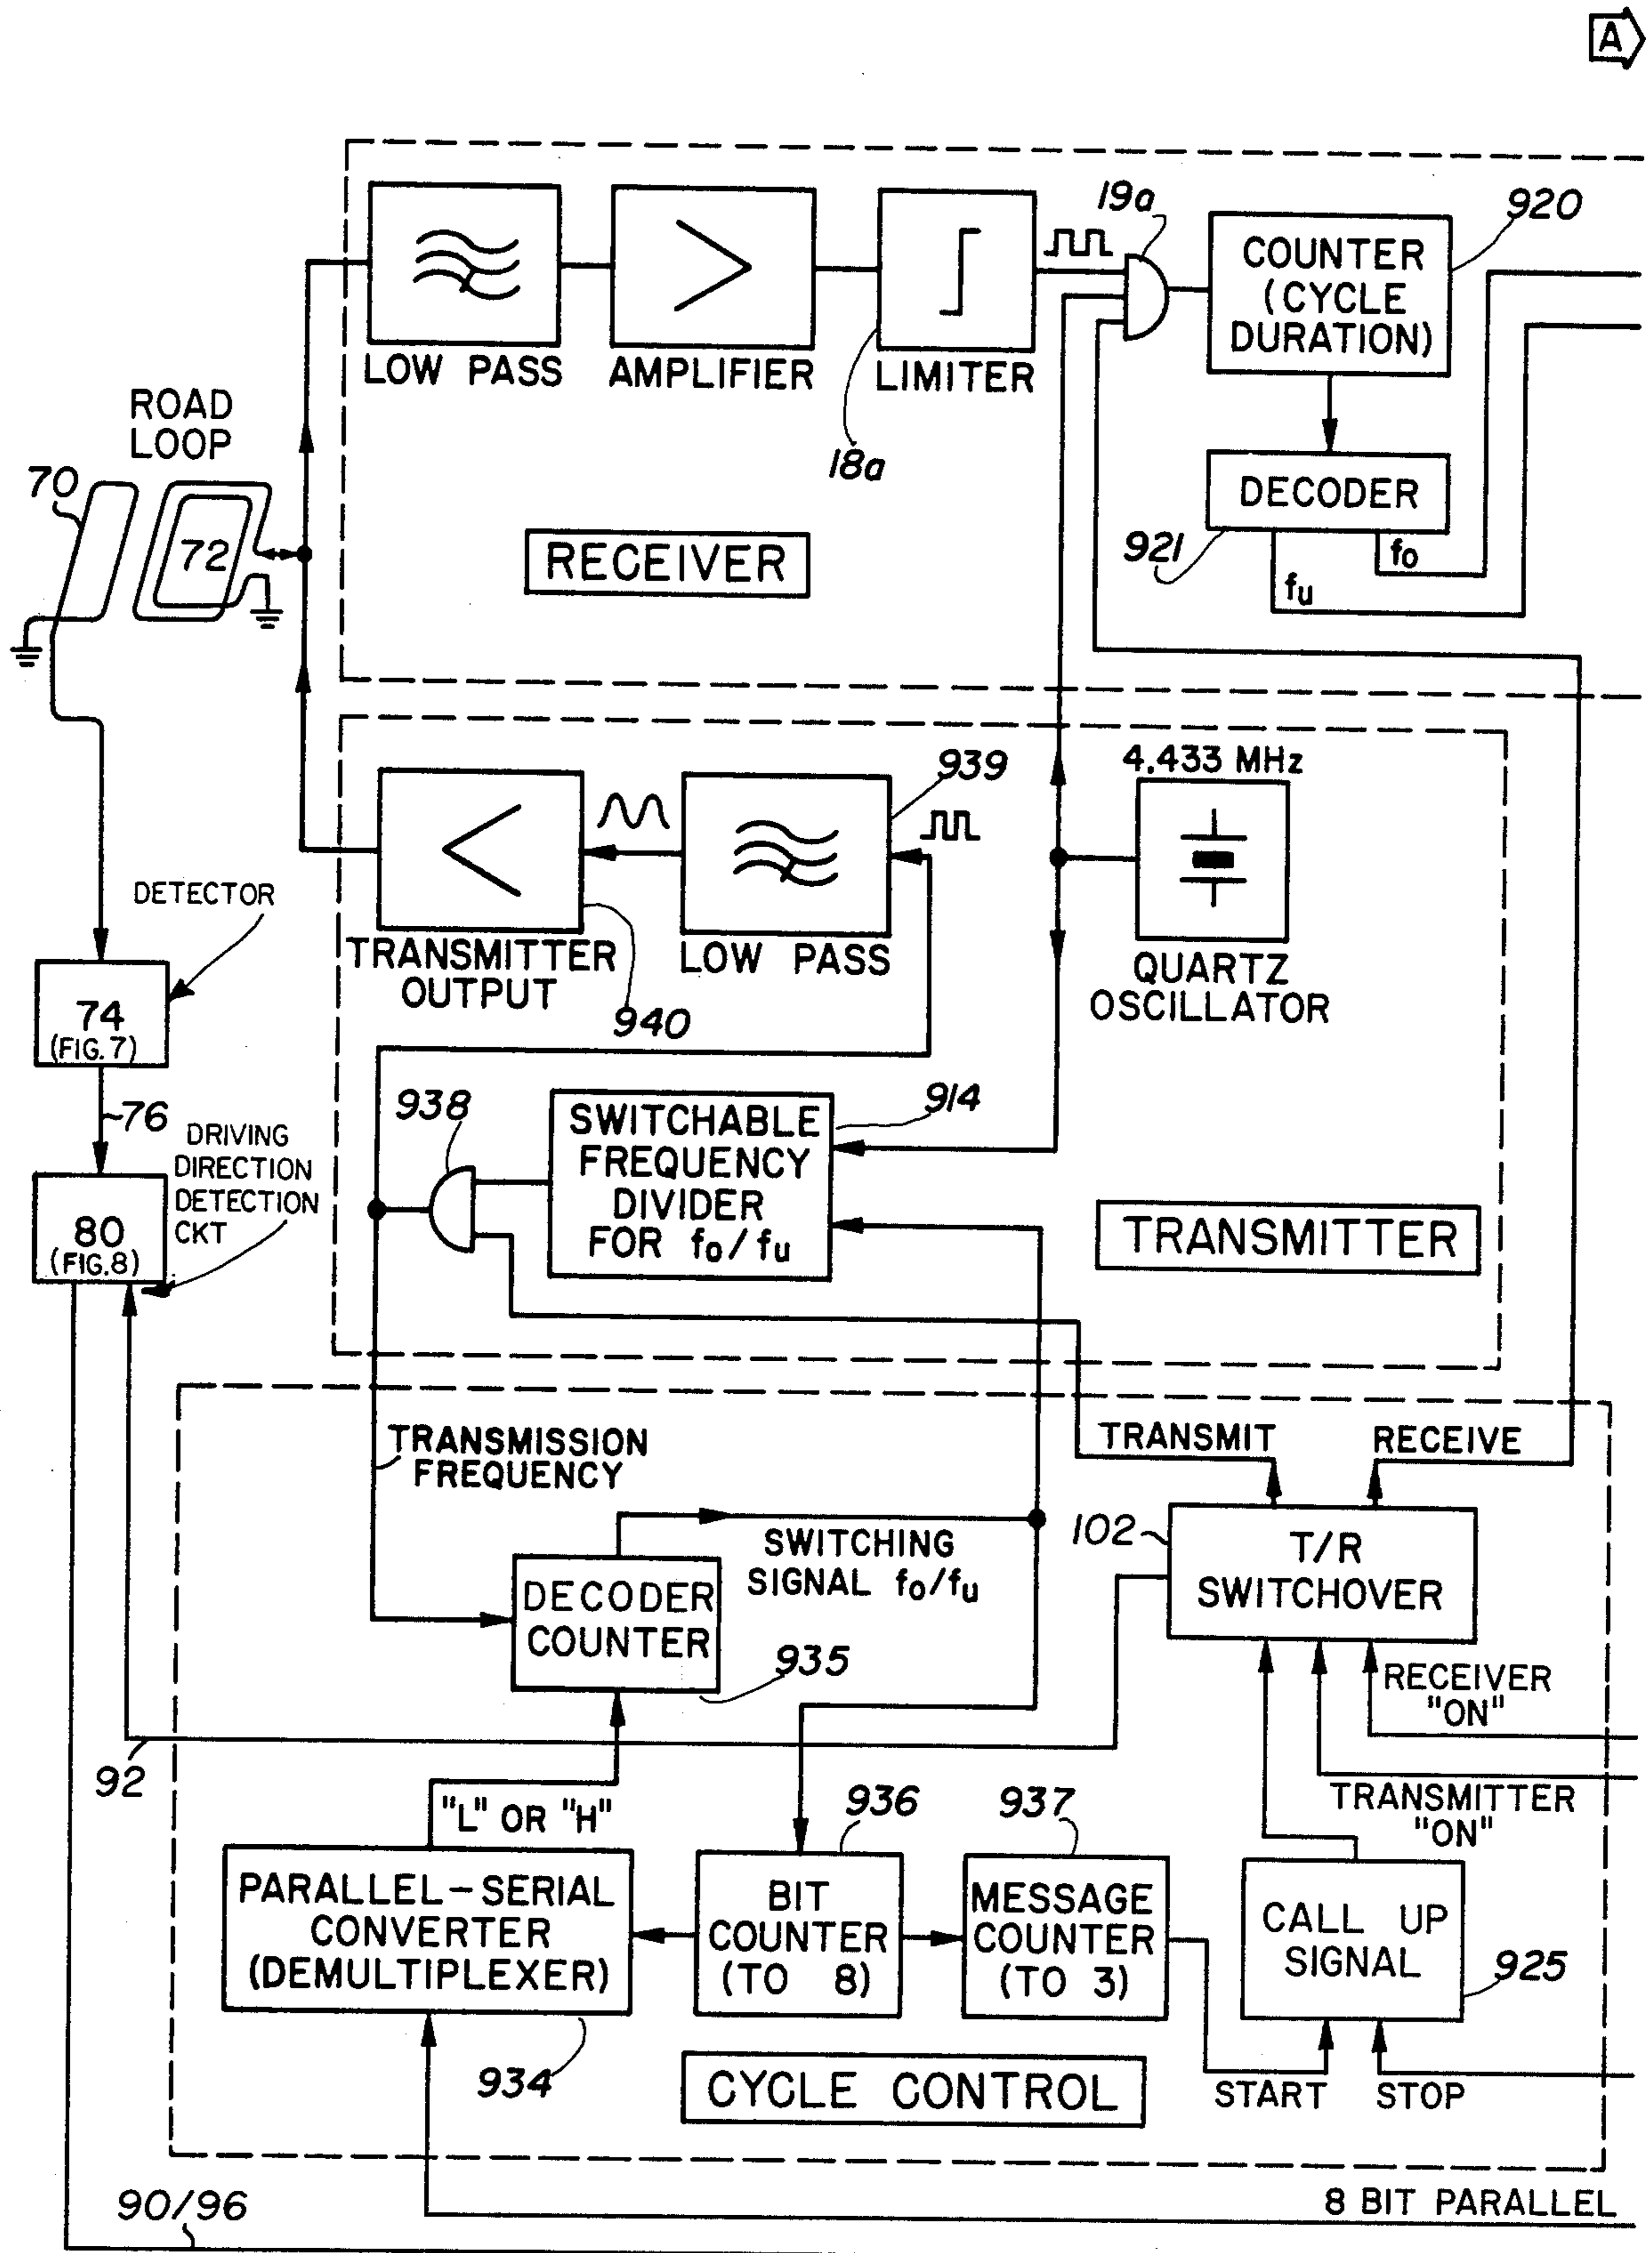 A
19a
920
COUNTER
(CYCLE
DURATION)
LOW PASS
AMPLIFIER
LIMITER
18a
ROAD
LOOP
70
72
DECODER
921
fo
fu
RECEIVER
4.433 MHz
939
TRANSMITTER
OUTPUT
940
LOW PASS
QUARTZ
OSCILLATOR
DETECTOR
74
(FIG.7)
76
DRIVING
DIRECTION
DETECTION
CKT
80
(FIG.8)
938
914
SWITCHABLE
FREQUENCY
DIVIDER
FOR fo/fu
TRANSMITTER
TRANSMISSION
FREQUENCY
TRANSMIT
RECEIVE
102
T/R
SWITCHOVER
SWITCHING
SIGNAL fo/fu
DECODER
COUNTER
935
RECEIVER
"ON"
92
TRANSMITTER
"ON"
"L" OR "H"
936
937
PARALLEL-SERIAL
CONVERTER
(DEMULTIPLEXER)
934
BIT
COUNTER
(TO 8)
MESSAGE
COUNTER
(TO 3)
CALL UP
SIGNAL
925
START
STOP
CYCLE CONTROL
8 BIT PARALLEL
90/96